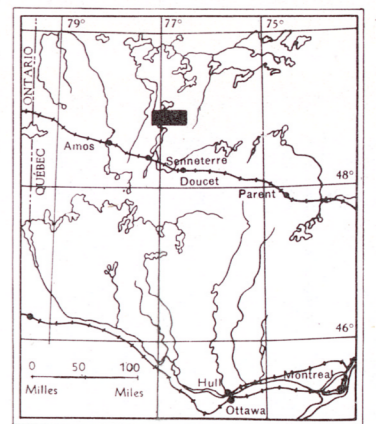 79° 77° 75°
ONTARIO
QUÉBEC
Amos
Senneterre
Doucet
Parent
48°
46°
0 50 100
Milles Miles
Hull
Montreal
Ottawa